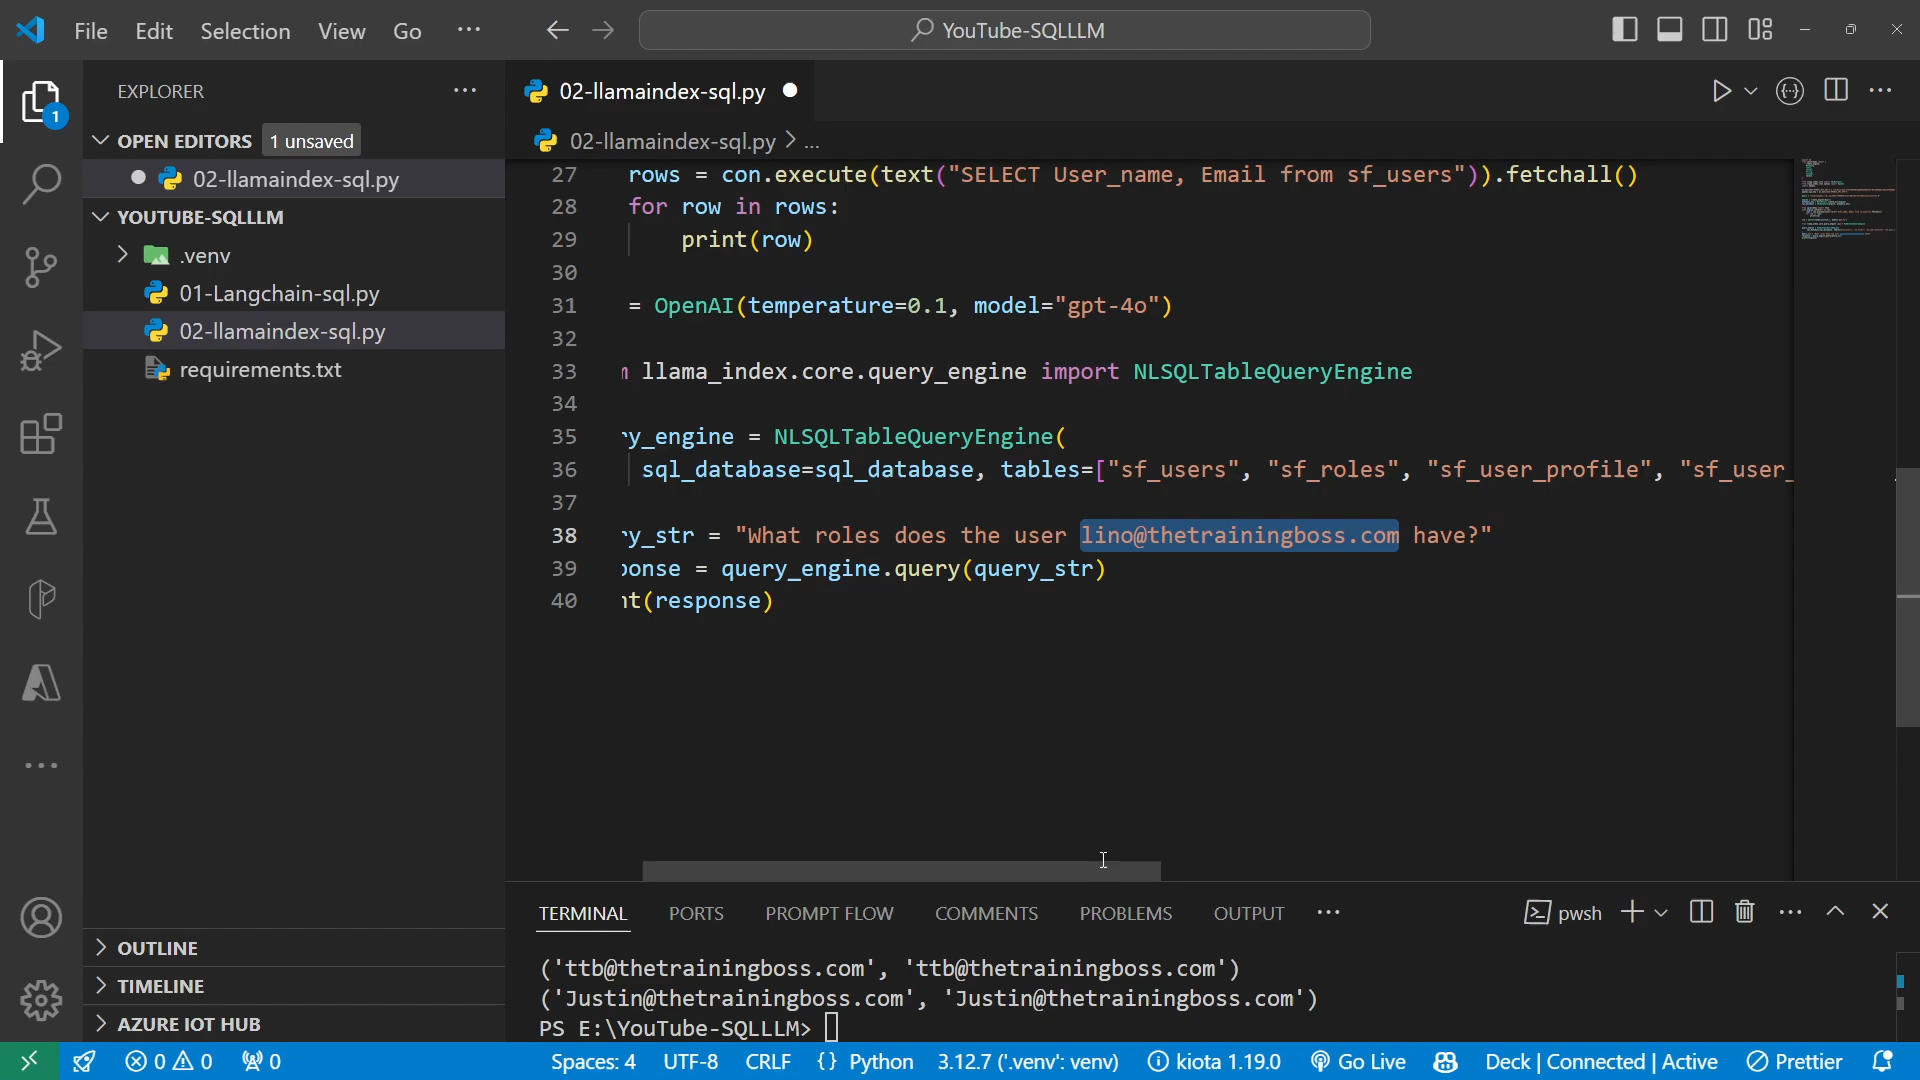 File Edit Selection View Go ···
YouTube-SQLLLM
EXPLORER
1
OPEN EDITORS 1 unsaved
02-llamaindex-sql.py
YOUTUBE-SQLLLM
.venv
01-Langchain-sql.py
02-llamaindex-sql.py
requirements.txt
OUTLINE
TIMELINE
AZURE IOT HUB
02-llamaindex-sql.py
02-llamaindex-sql.py > ...
27 rows = con.execute(text("SELECT User_name, Email from sf_users")).fetchall()
28 for row in rows:
29 print(row)
30
31 = OpenAI(temperature=0.1, model="gpt-4o")
32
33 llama_index.core.query_engine import NLSQLTableQueryEngine
34
35 ry_engine = NLSQLTableQueryEngine(
36 sql_database=sql_database, tables=["sf_users", "sf_roles", "sf_user_profile", "sf_user_
37
38 ry_str = "What roles does the user lino@thetrainingboss.com have?"
39 ponse = query_engine.query(query_str)
40 nt(response)
TERMINAL PORTS PROMPT FLOW COMMENTS PROBLEMS OUTPUT ··· pwsh
('ttb@thetrainingboss.com', 'ttb@thetrainingboss.com')
('Justin@thetrainingboss.com', 'Justin@thetrainingboss.com')
PS E:\YouTube-SQLLLM>
0 0 0 Spaces: 4 UTF-8 CRLF {} Python 3.12.7 ('.venv': venv) kiota 1.19.0 Go Live Deck | Connected | Active Prettier